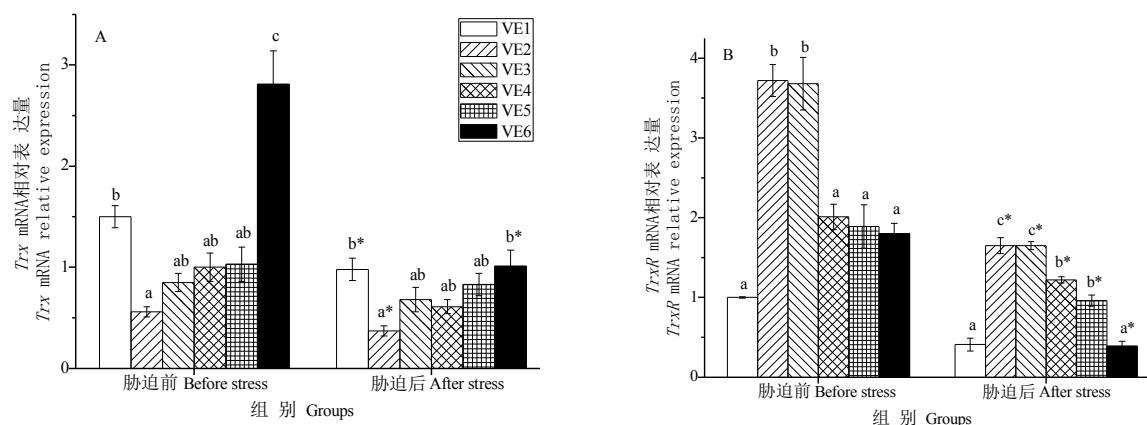 A
Trx mRNA相对表 达量
Trx mRNA relative expression
3
2
1
0
VE1
VE2
VE3
VE4
VE5
VE6
b
a
ab
ab
ab
c
b*
a*
ab
ab
ab
b*
胁迫前 Before stress
胁迫后 After stress
组 别 Groups
B
TrxR mRNA相对表 达量
TrxR mRNA relative expression
4
3
2
1
0
a
b
b
a
a
a
a
c*
c*
b*
b*
a*
胁迫前 Before stress
胁迫后 After stress
组 别 Groups